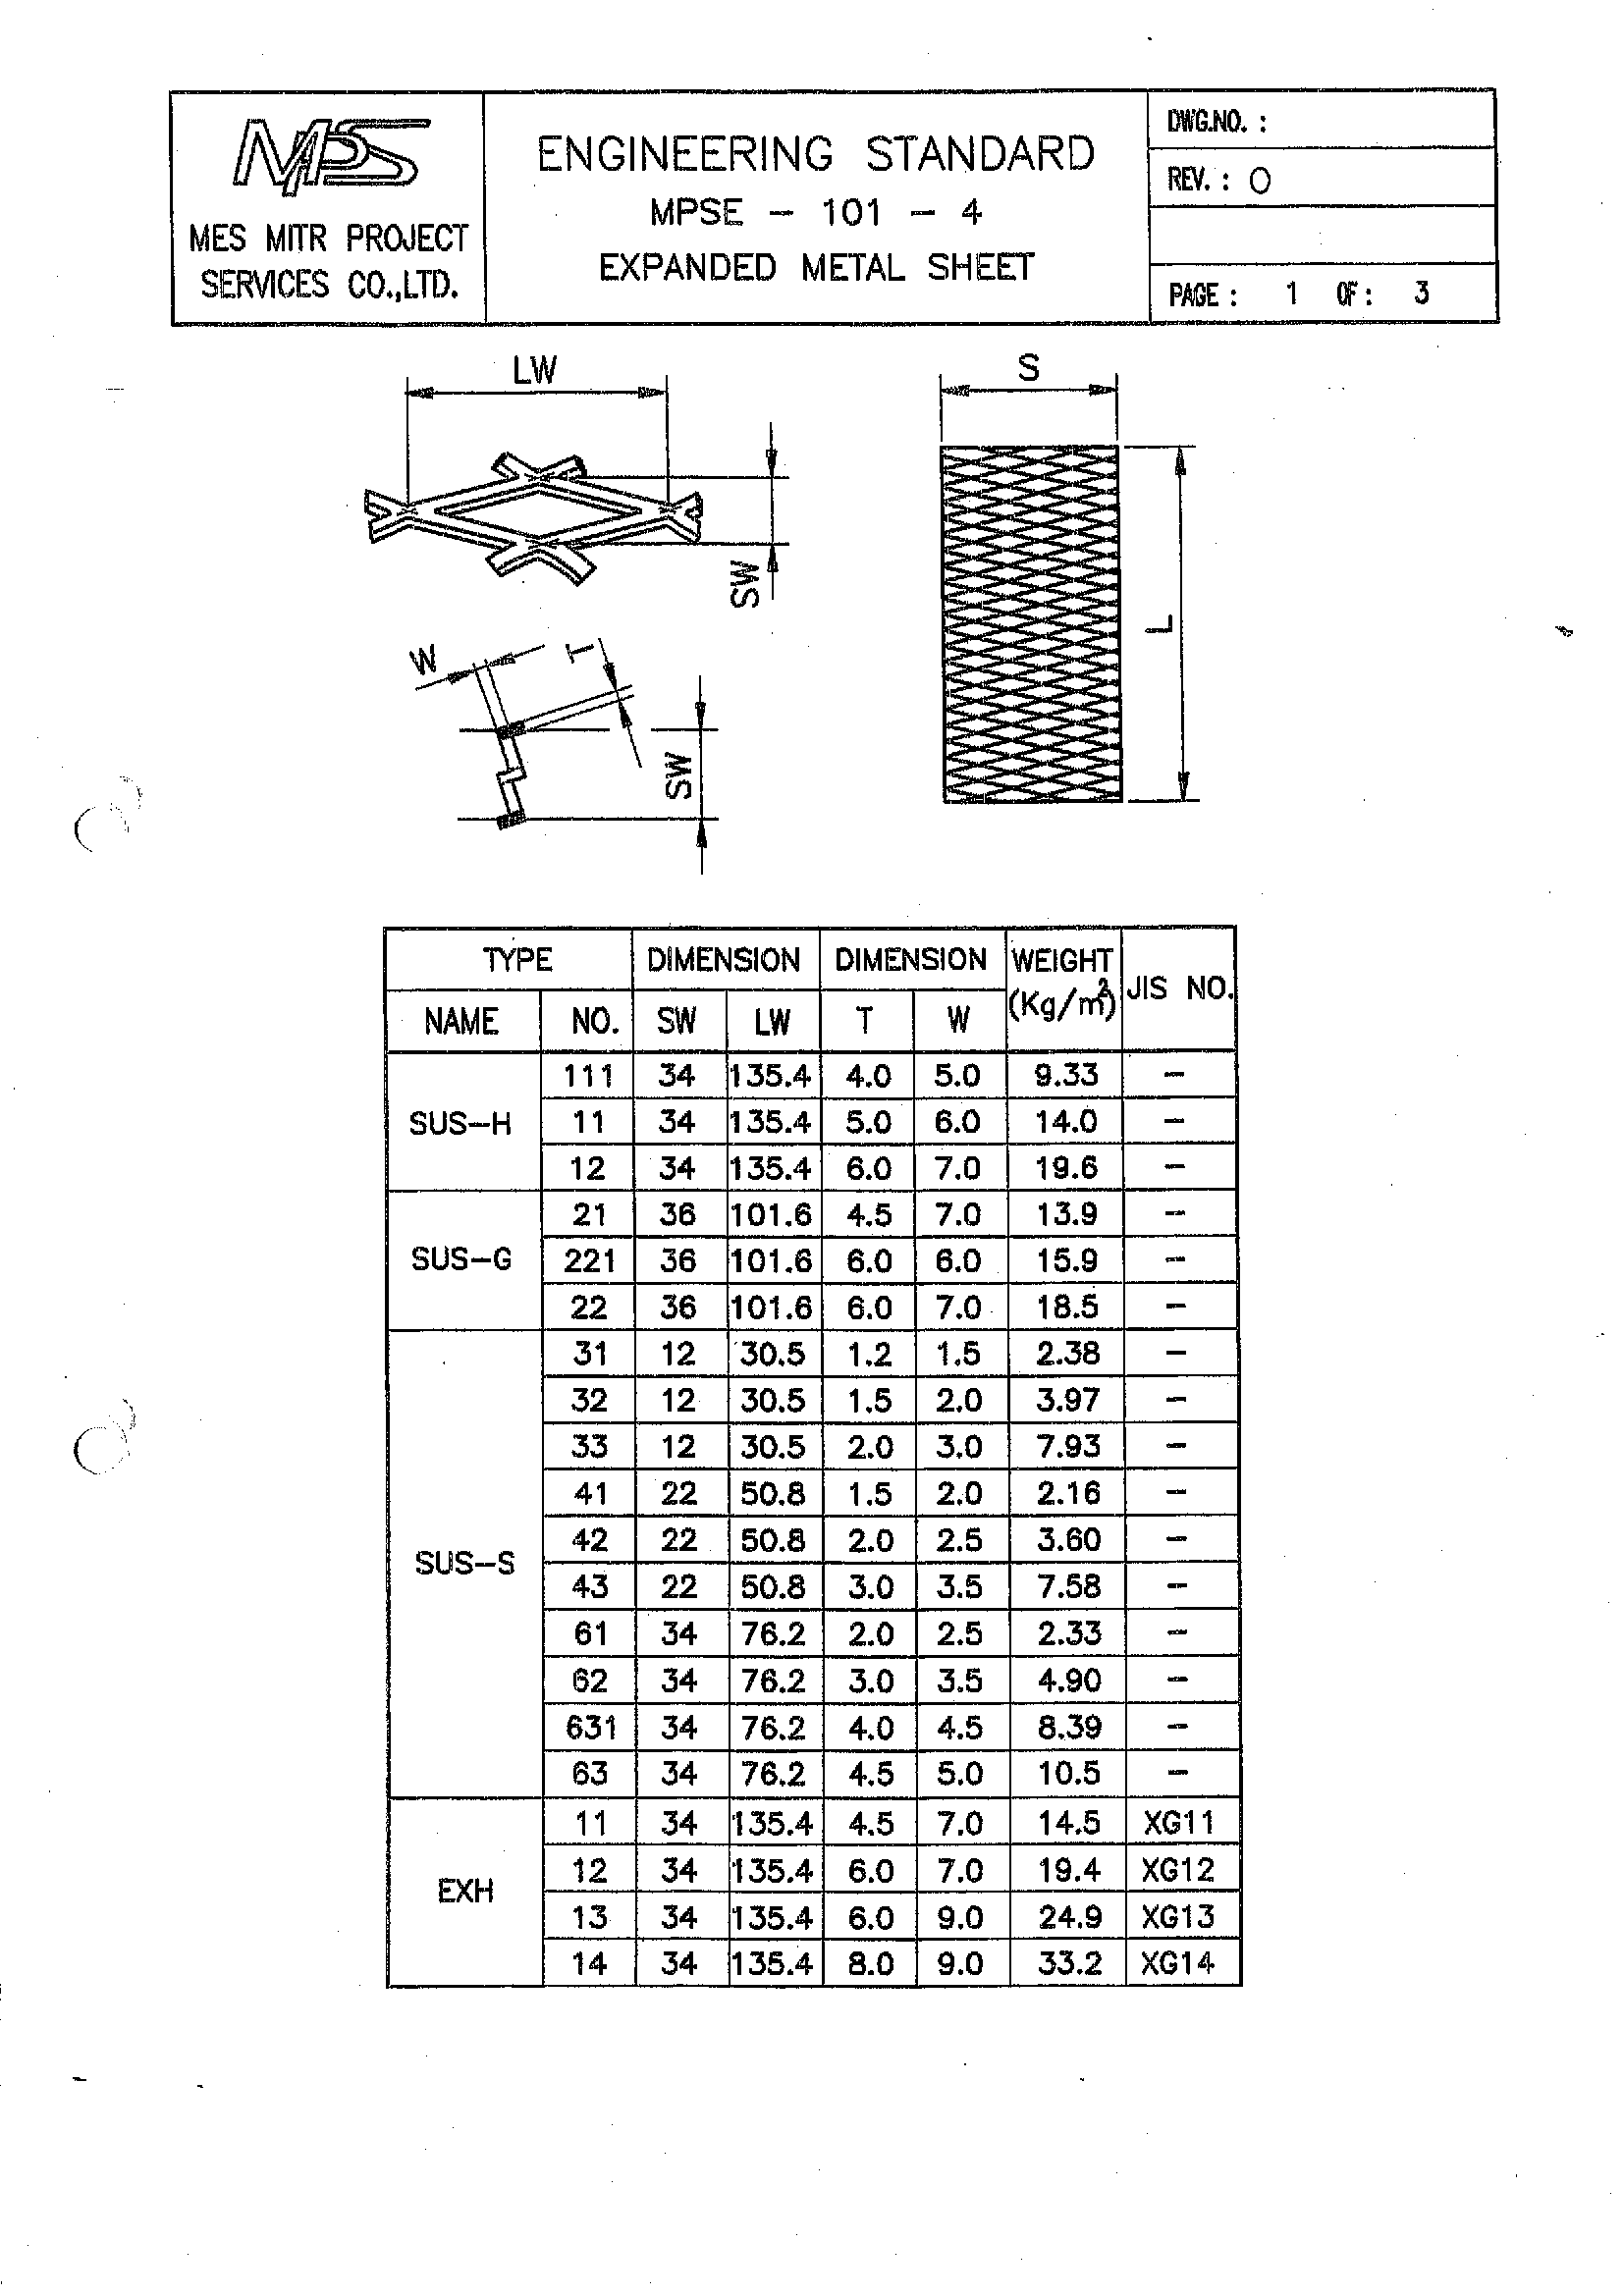 MPS
MES MITR PROJECT
SERVICES CO.,LTD.
ENGINEERING STANDARD
MPSE - 101 - 4
EXPANDED METAL SHEET
DWG.NO. :
REV. : 0
PAGE : 1 OF : 3
LW
S
SW
L
W
T
SW
TYPE DIMENSION DIMENSION WEIGHT (Kg/m²) JIS NO.
NAME NO. SW LW T W
SUS-H
111 34 135.4 4.0 5.0 9.33 -
11 34 135.4 5.0 6.0 14.0 -
12 34 135.4 6.0 7.0 19.6 -
SUS-G
21 36 101.6 4.5 7.0 13.9 -
221 36 101.6 6.0 6.0 15.9 -
22 36 101.6 6.0 7.0 18.5 -
SUS-S
31 12 30.5 1.2 1.5 2.38 -
32 12 30.5 1.5 2.0 3.97 -
33 12 30.5 2.0 3.0 7.93 -
41 22 50.8 1.5 2.0 2.16 -
42 22 50.8 2.0 2.5 3.60 -
43 22 50.8 3.0 3.5 7.58 -
61 34 76.2 2.0 2.5 2.33 -
62 34 76.2 3.0 3.5 4.90 -
631 34 76.2 4.0 4.5 8.39 -
63 34 76.2 4.5 5.0 10.5 -
EXH
11 34 135.4 4.5 7.0 14.5 XG11
12 34 135.4 6.0 7.0 19.4 XG12
13 34 135.4 6.0 9.0 24.9 XG13
14 34 135.4 8.0 9.0 33.2 XG14